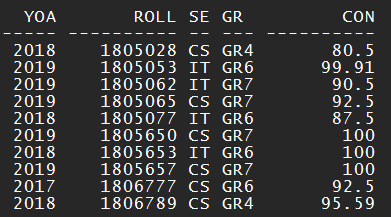 YOA ROLL SE GR CON
----- ---------- -- --- ----------
2018 1805028 CS GR4 80.5
2019 1805053 IT GR6 99.91
2019 1805062 IT GR7 90.5
2019 1805065 CS GR7 92.5
2018 1805077 IT GR6 87.5
2019 1805650 CS GR7 100
2018 1805653 IT GR6 100
2019 1805657 CS GR7 100
2017 1806777 CS GR6 92.5
2018 1806789 CS GR4 95.59